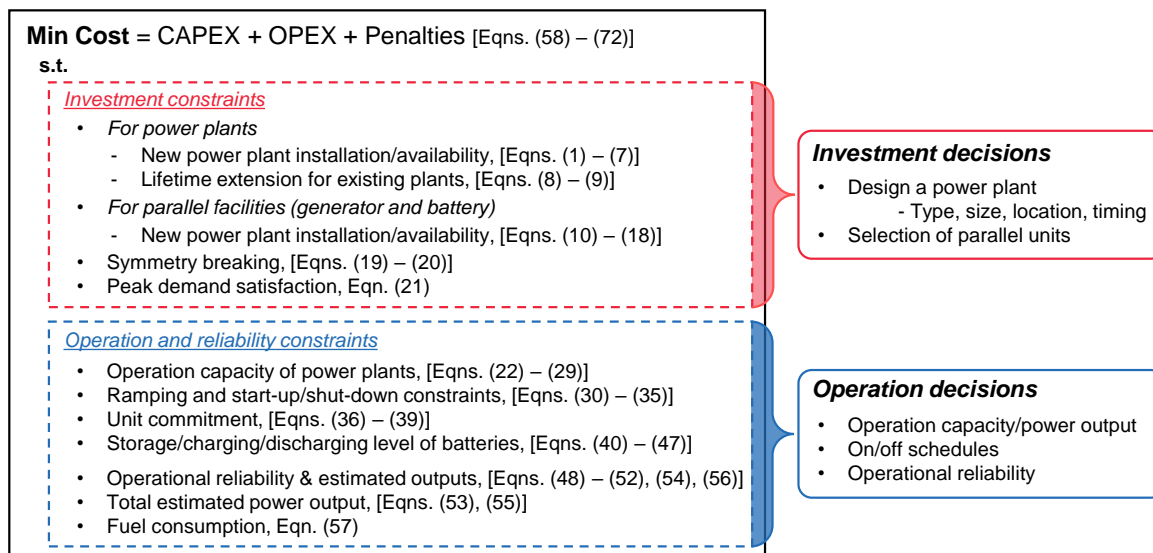 Min Cost = CAPEX + OPEX + Penalties [Eqns. (58) – (72)]
s.t.
Investment constraints
• For power plants
- New power plant installation/availability, [Eqns. (1) – (7)]
- Lifetime extension for existing plants, [Eqns. (8) – (9)]
• For parallel facilities (generator and battery)
- New power plant installation/availability, [Eqns. (10) – (18)]
• Symmetry breaking, [Eqns. (19) – (20)]
• Peak demand satisfaction, Eqn. (21)
Investment decisions
• Design a power plant
- Type, size, location, timing
• Selection of parallel units
Operation and reliability constraints
• Operation capacity of power plants, [Eqns. (22) – (29)]
• Ramping and start-up/shut-down constraints, [Eqns. (30) – (35)]
• Unit commitment, [Eqns. (36) – (39)]
• Storage/charging/discharging level of batteries, [Eqns. (40) – (47)]
• Operational reliability & estimated outputs, [Eqns. (48) – (52), (54), (56)]
• Total estimated power output, [Eqns. (53), (55)]
• Fuel consumption, Eqn. (57)
Operation decisions
• Operation capacity/power output
• On/off schedules
• Operational reliability